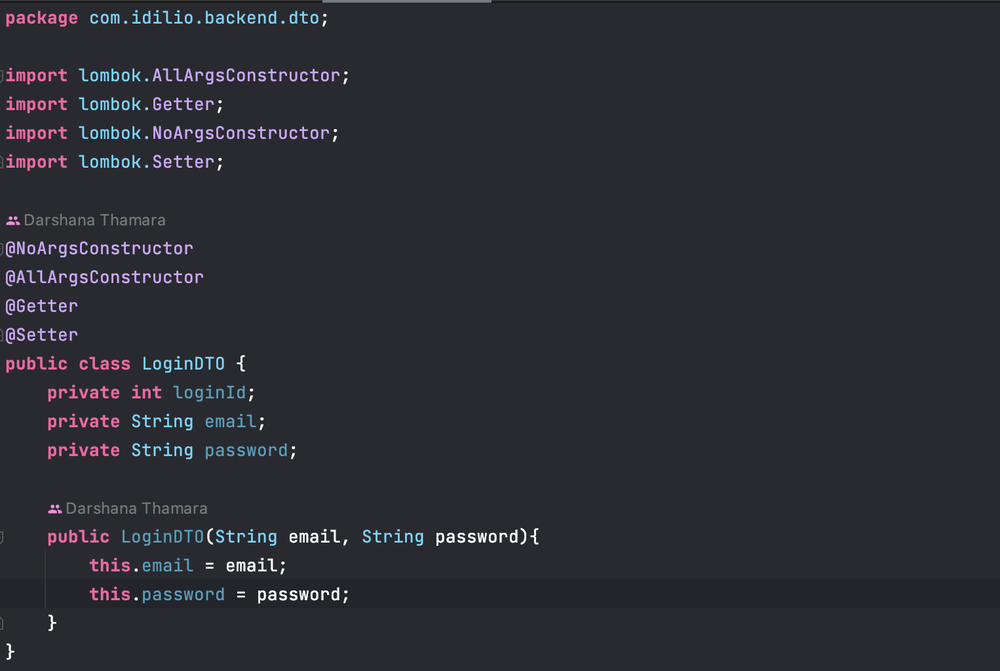 package com.idilio.backend.dto;
import lombok.AllArgsConstructor;
import lombok.Getter;
import lombok.NoArgsConstructor;
import lombok.Setter;
Darshana Thamara
@NoArgsConstructor
@AllArgsConstructor
@Getter
@Setter
public class LoginDTO {
    private int loginId;
    private String email;
    private String password;
    Darshana Thamara
    public LoginDTO(String email, String password){
        this.email = email;
        this.password = password;
    }
}